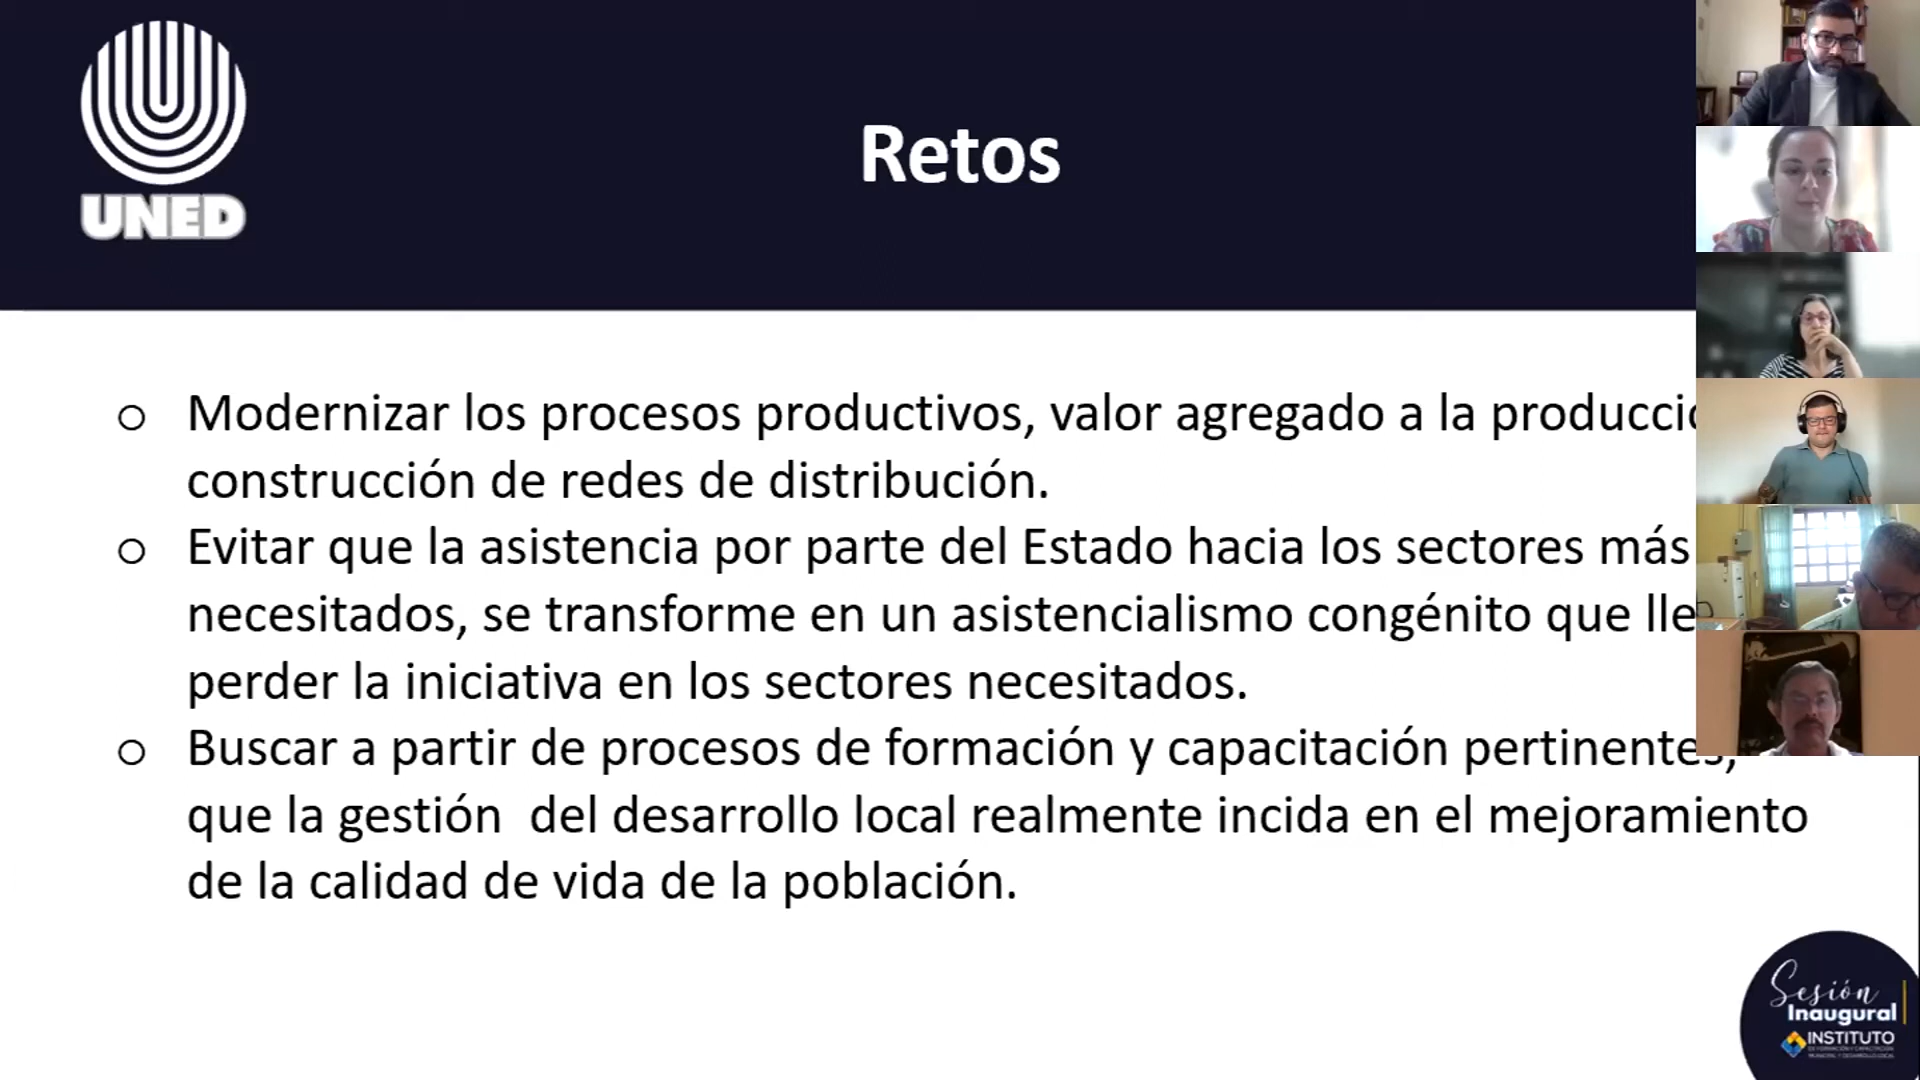 UNED
Retos
Modernizar los procesos productivos, valor agregado a la
construcción de redes de distribución.
Evitar que la asistencia por parte del Estado hacia los sectores más
necesitados, se transforme en un asistencialismo congénito que
perder la iniciativa en los sectores necesitados.
Buscar a partir de procesos de formación y capacitación pertinentes,
que la gestión  del desarrollo local realmente incida en el mejoramiento
de la calidad de vida de la población.
Sesión
Inaugural
INSTITUTO